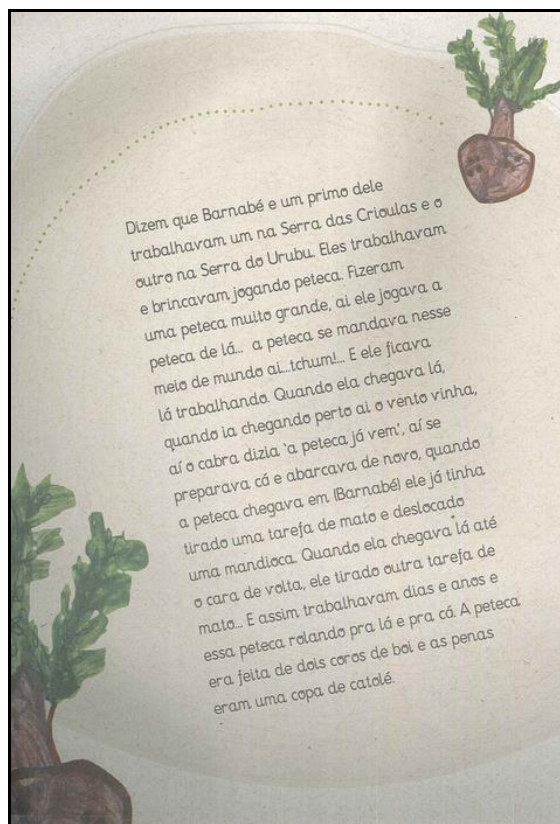 Dizem que Barnabé e um primo dele
trabalhavam um na Serra das Crioulas e o
outro na Serra do Urubu. Eles trabalhavam
e brincavam jogando peteca. Fizeram
uma peteca muito grande, ai ele jogava a
peteca de lá... a peteca se mandava nesse
meio de mundo ai...tchum!... E ele ficava
lá trabalhando. Quando ela chegava lá,
quando ia chegando perto ai o vento vinha,
aí o cabra dizia ‘a peteca já vem’, aí se
preparava cá e abarcava de novo, quando
a peteca chegava em (Barnabé) ele já tinha
tirado uma tarefa de mato e deslocado
uma mandioca. Quando ela chegava lá até
o cara de volta, ele tirado outra tarefa de
mato... E assim trabalhavam dias e anos e
essa peteca rolando pra lá e pra cá. A peteca
era feita de dois coros de boi e as penas
eram uma copa de catolé.